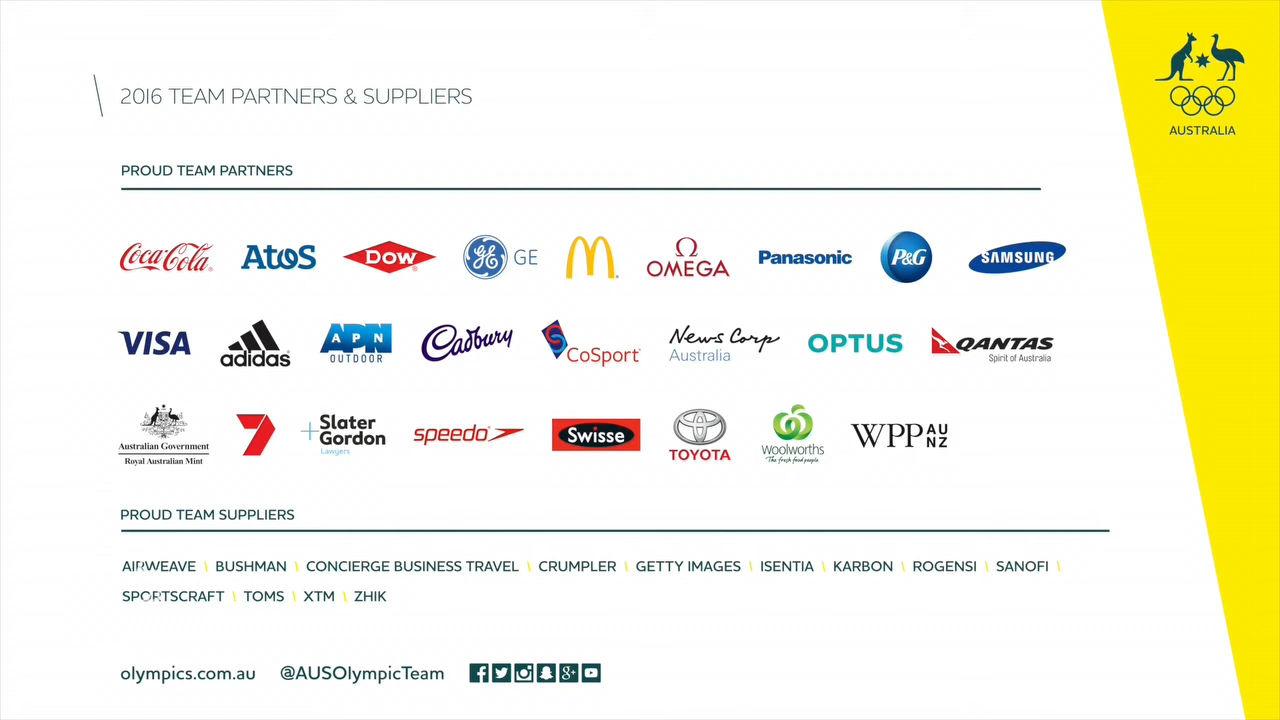 2016 TEAM PARTNERS & SUPPLIERS
AUSTRALIA
PROUD TEAM PARTNERS
Coca-Cola Atos DOW GE GE M OMEGA Panasonic P&G SAMSUNG
VISA adidas APN OUTDOOR Cadbury CoSport News Corp Australia OPTUS QANTAS Spirit of Australia
Australian Government Royal Australian Mint 7 Slater + Gordon Lawyers speedo Swisse TOYOTA Woolworths The fresh food people WPP AU NZ
PROUD TEAM SUPPLIERS
AIRWEAVE \ BUSHMAN \ CONCIERGE BUSINESS TRAVEL \ CRUMPLER \ GETTY IMAGES \ ISENTIA \ KARBON \ ROGENSI \ SANOFI \
SPORTSCRAFT \ TOMS \ XTM \ ZHIK
olympics.com.au @AUSOlympicTeam f g+